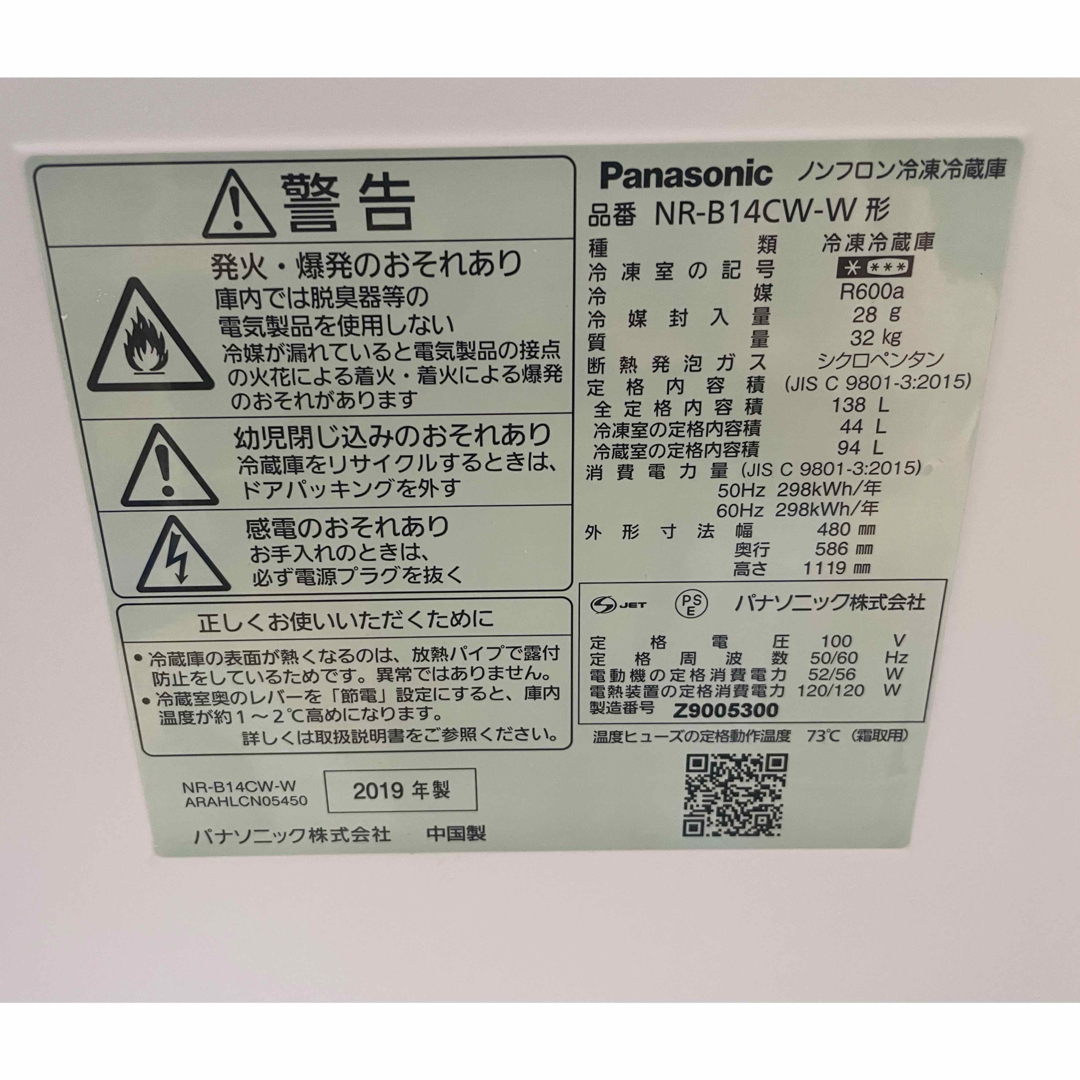 警告
発火・爆発のおそれあり
庫内では脱臭器等の
電気製品を使用しない
冷媒が漏れていると電気製品の接点
の火花による着火・着火による爆発
のおそれがあります
幼児閉じ込みのおそれあり
冷蔵庫をリサイクルするときは、
ドアパッキングを外す
感電のおそれあり
お手入れのときは、
必ず電源プラグを抜く
正しくお使いいただくために
・冷蔵庫の表面が熱くなるのは、放熱パイプで露付
防止をしているためです。異常ではありません。
・冷蔵室奥のレバーを「節電」設定にすると、庫内
温度が約1～2℃高めになります。
詳しくは取扱説明書をご参照ください。
NR-B14CW-W
ARAHLCN05450
2019 年製
パナソニック株式会社 中国製
Panasonic ノンフロン冷凍冷蔵庫
品番 NR-B14CW-W 形
種類 冷凍冷蔵庫
冷凍室の記号 * ***
冷媒 R600a
冷媒封入量 28 g
質量 32 kg
断熱発泡ガス シクロペンタン
定格内容積 (JIS C 9801-3:2015)
全定格内容積 138 L
冷凍室の定格内容積 44 L
冷蔵室の定格内容積 94 L
消費電力量 (JIS C 9801-3:2015)
50Hz 298kWh/年
60Hz 298kWh/年
外形寸法 幅 480 mm
奥行 586 mm
高さ 1119 mm
S JET PS E パナソニック株式会社
定格電圧 100 V
定格周波数 50/60 Hz
電動機の定格消費電力 52/56 W
電熱装置の定格消費電力 120/120 W
製造番号 Z9005300
温度ヒューズの定格動作温度 73℃ (霜取用)